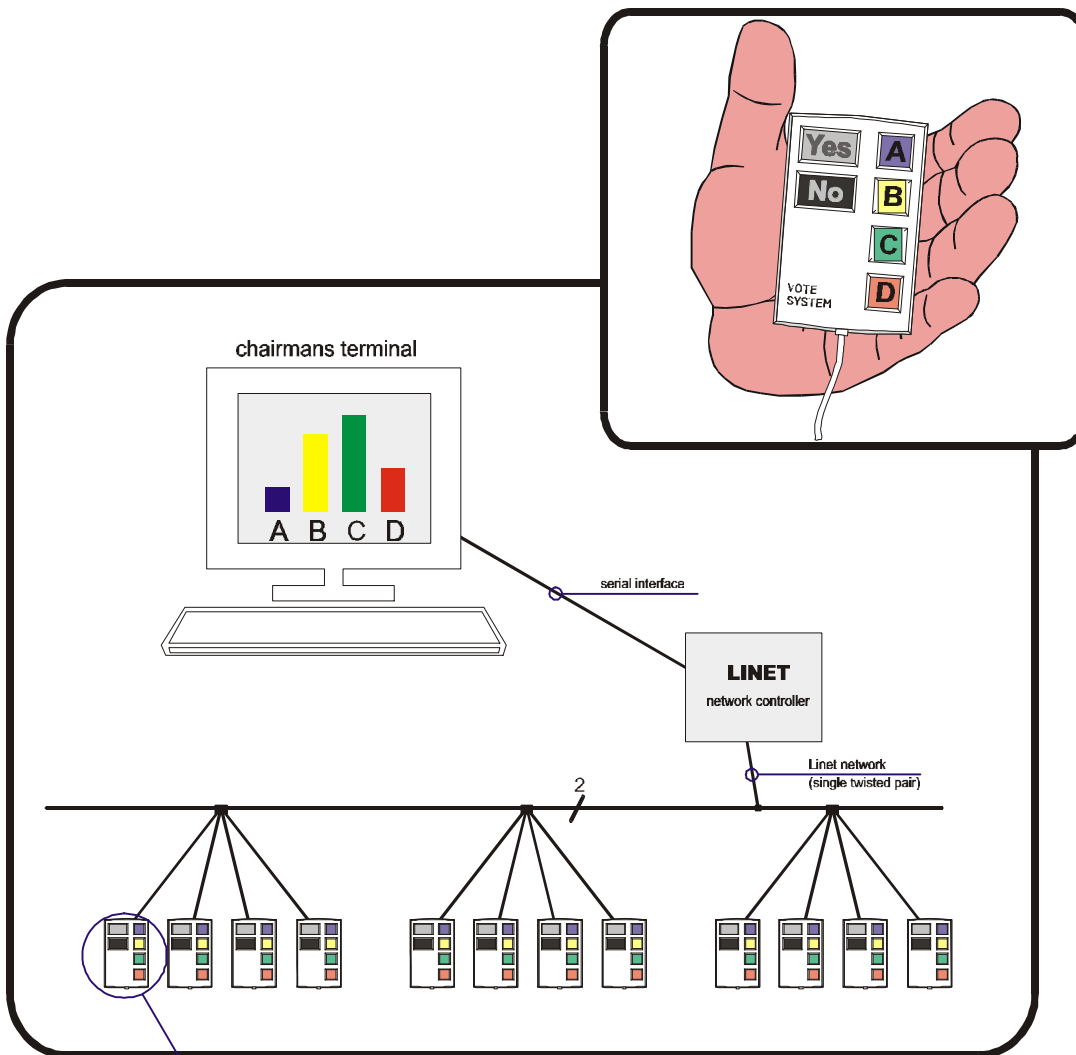 Yes
No
A
B
C
D
VOTE
SYSTEM
chairmans terminal
A B C D
serial interface
LINET
network controller
Linet network
(single twisted pair)
2